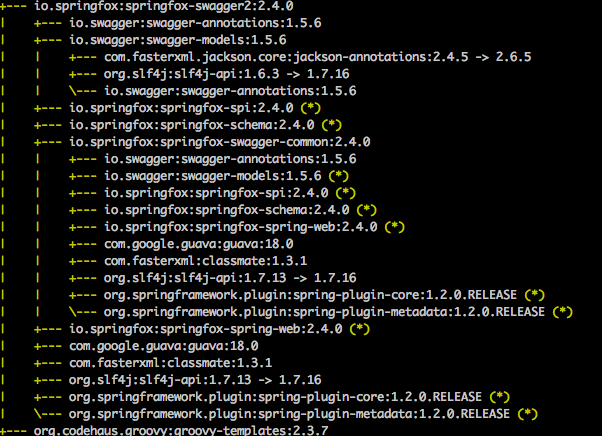 +--- io.springfox:springfox-swagger2:2.4.0
|    +--- io.swagger:swagger-annotations:1.5.6
|    +--- io.swagger:swagger-models:1.5.6
|    |    +--- com.fasterxml.jackson.core:jackson-annotations:2.4.5 -> 2.6.5
|    |    +--- org.slf4j:slf4j-api:1.6.3 -> 1.7.16
|    |    \--- io.swagger:swagger-annotations:1.5.6
|    +--- io.springfox:springfox-spi:2.4.0 (*)
|    +--- io.springfox:springfox-schema:2.4.0 (*)
|    +--- io.springfox:springfox-swagger-common:2.4.0
|    |    +--- io.swagger:swagger-annotations:1.5.6
|    |    +--- io.swagger:swagger-models:1.5.6 (*)
|    |    +--- io.springfox:springfox-spi:2.4.0 (*)
|    |    +--- io.springfox:springfox-schema:2.4.0 (*)
|    |    +--- io.springfox:springfox-spring-web:2.4.0 (*)
|    |    +--- com.google.guava:guava:18.0
|    |    +--- com.fasterxml:classmate:1.3.1
|    |    +--- org.slf4j:slf4j-api:1.7.13 -> 1.7.16
|    |    +--- org.springframework.plugin:spring-plugin-core:1.2.0.RELEASE (*)
|    |    \--- org.springframework.plugin:spring-plugin-metadata:1.2.0.RELEASE (*)
|    +--- io.springfox:springfox-spring-web:2.4.0 (*)
|    +--- com.google.guava:guava:18.0
|    +--- com.fasterxml:classmate:1.3.1
|    +--- org.slf4j:slf4j-api:1.7.13 -> 1.7.16
|    +--- org.springframework.plugin:spring-plugin-core:1.2.0.RELEASE (*)
|    \--- org.springframework.plugin:spring-plugin-metadata:1.2.0.RELEASE (*)
+--- org.codehaus.groovy:groovy-templates:2.3.7